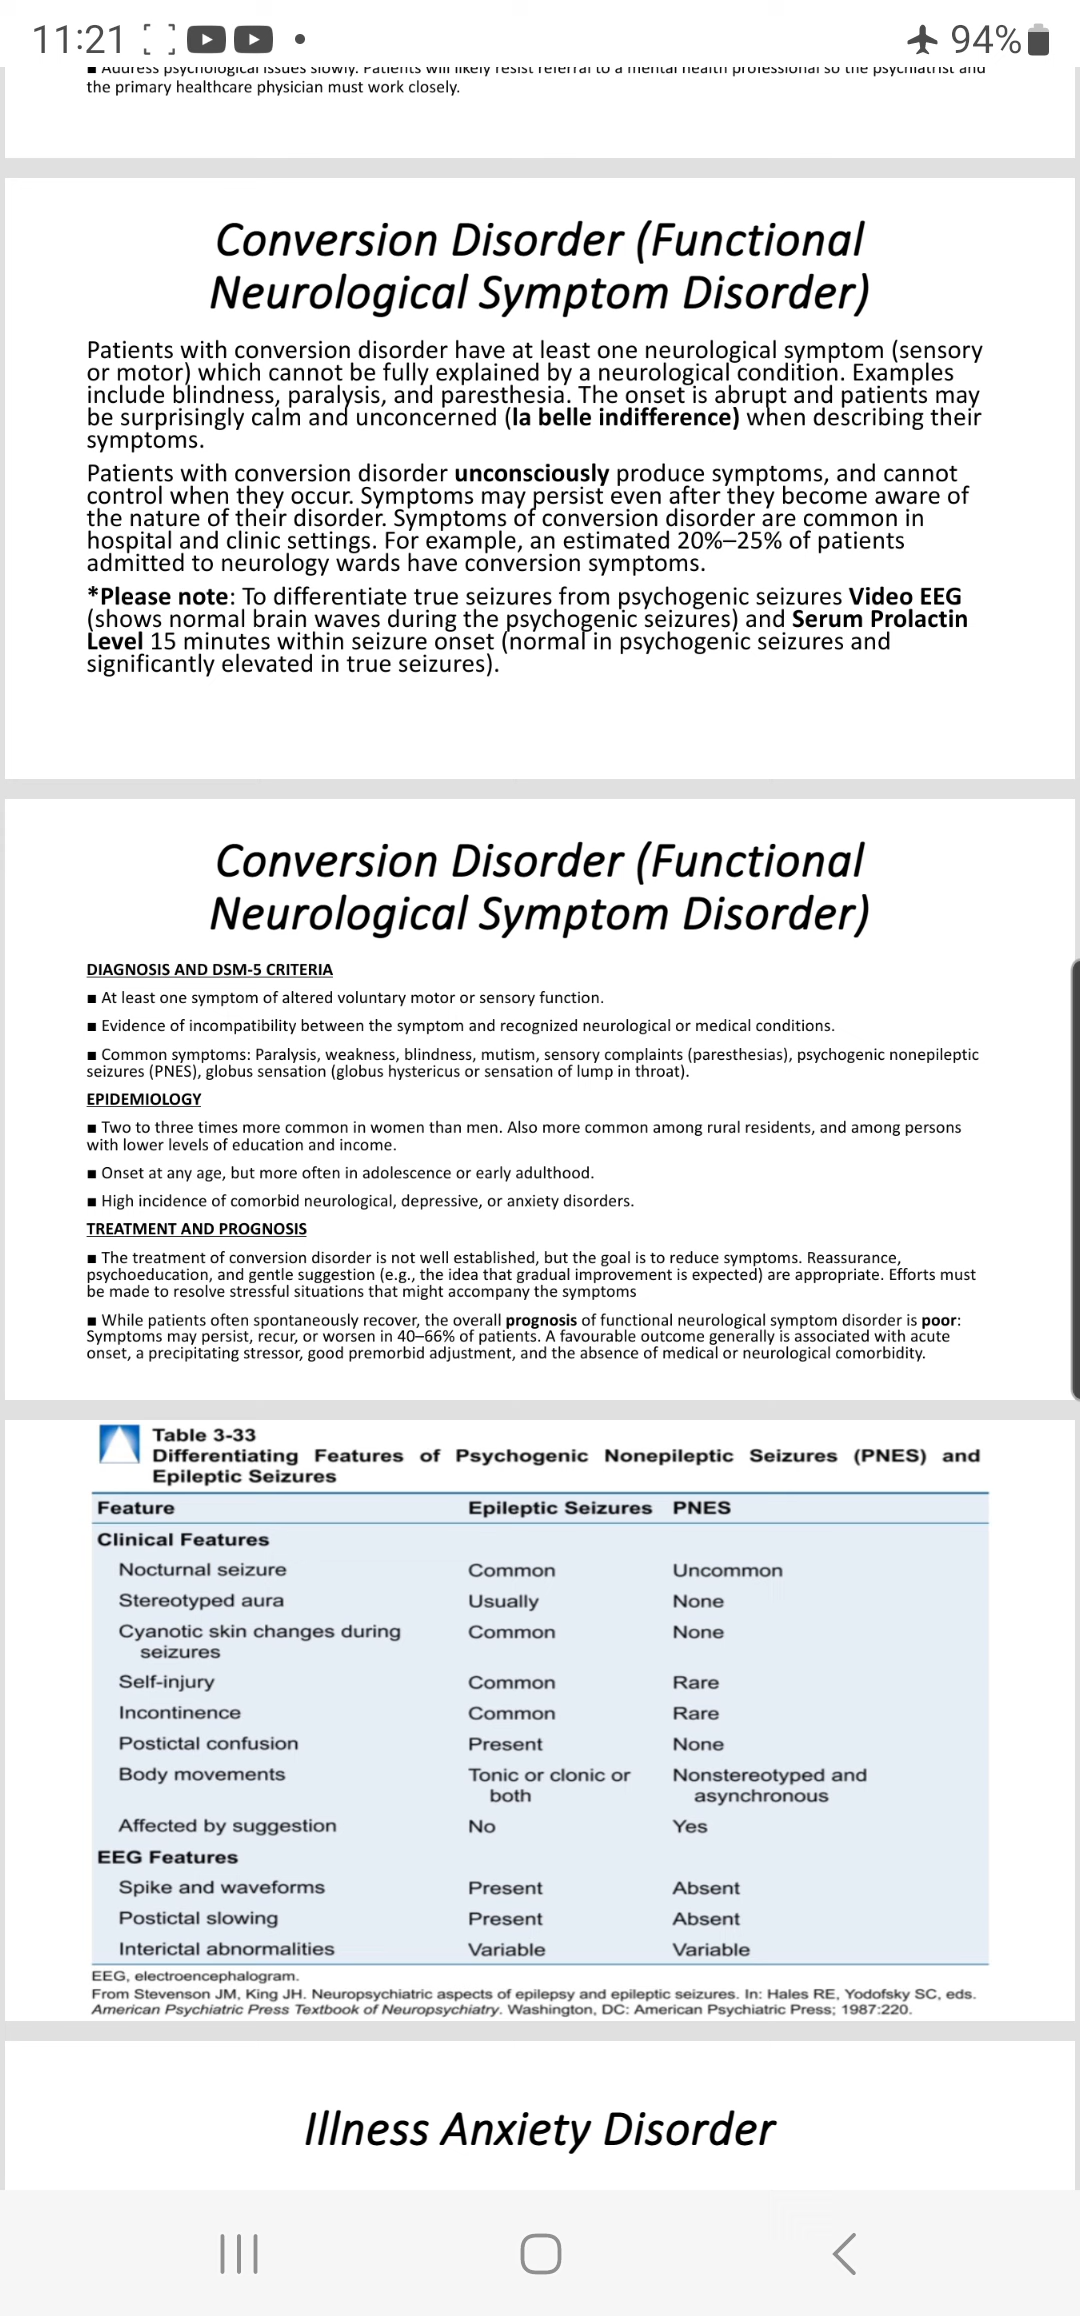 11:21
94%
■ Address psychological issues slowly. Patients will likely resist referral to a mental health professional so the psychiatrist and
the primary healthcare physician must work closely.
Conversion Disorder (Functional
Neurological Symptom Disorder)
Patients with conversion disorder have at least one neurological symptom (sensory
or motor) which cannot be fully explained by a neurological condition. Examples
include blindness, paralysis, and paresthesia. The onset is abrupt and patients may
be surprisingly calm and unconcerned (la belle indifference) when describing their
symptoms.
Patients with conversion disorder unconsciously produce symptoms, and cannot
control when they occur. Symptoms may persist even after they become aware of
the nature of their disorder. Symptoms of conversion disorder are common in
hospital and clinic settings. For example, an estimated 20%–25% of patients
admitted to neurology wards have conversion symptoms.
*Please note: To differentiate true seizures from psychogenic seizures Video EEG
(shows normal brain waves during the psychogenic seizures) and Serum Prolactin
Level 15 minutes within seizure onset (normal in psychogenic seizures and
significantly elevated in true seizures).
Conversion Disorder (Functional
Neurological Symptom Disorder)
DIAGNOSIS AND DSM-5 CRITERIA
■ At least one symptom of altered voluntary motor or sensory function.
■ Evidence of incompatibility between the symptom and recognized neurological or medical conditions.
■ Common symptoms: Paralysis, weakness, blindness, mutism, sensory complaints (paresthesias), psychogenic nonepileptic
seizures (PNES), globus sensation (globus hystericus or sensation of lump in throat).
EPIDEMIOLOGY
■ Two to three times more common in women than men. Also more common among rural residents, and among persons
with lower levels of education and income.
■ Onset at any age, but more often in adolescence or early adulthood.
■ High incidence of comorbid neurological, depressive, or anxiety disorders.
TREATMENT AND PROGNOSIS
■ The treatment of conversion disorder is not well established, but the goal is to reduce symptoms. Reassurance,
psychoeducation, and gentle suggestion (e.g., the idea that gradual improvement is expected) are appropriate. Efforts must
be made to resolve stressful situations that might accompany the symptoms
■ While patients often spontaneously recover, the overall prognosis of functional neurological symptom disorder is poor:
Symptoms may persist, recur, or worsen in 40–66% of patients. A favourable outcome generally is associated with acute
onset, a precipitating stressor, good premorbid adjustment, and the absence of medical or neurological comorbidity.
Table 3-33
Differentiating Features of Psychogenic Nonepileptic Seizures (PNES) and
Epileptic Seizures
Feature Epileptic Seizures PNES
Clinical Features
Nocturnal seizure Common Uncommon
Stereotyped aura Usually None
Cyanotic skin changes during Common None
seizures
Self-injury Common Rare
Incontinence Common Rare
Postictal confusion Present None
Body movements Tonic or clonic or Nonstereotyped and
both asynchronous
Affected by suggestion No Yes
EEG Features
Spike and waveforms Present Absent
Postictal slowing Present Absent
Interictal abnormalities Variable Variable
EEG, electroencephalogram.
From Stevenson JM, King JH. Neuropsychiatric aspects of epilepsy and epileptic seizures. In: Hales RE, Yodofsky SC, eds.
American Psychiatric Press Textbook of Neuropsychiatry. Washington, DC: American Psychiatric Press; 1987:220.
Illness Anxiety Disorder